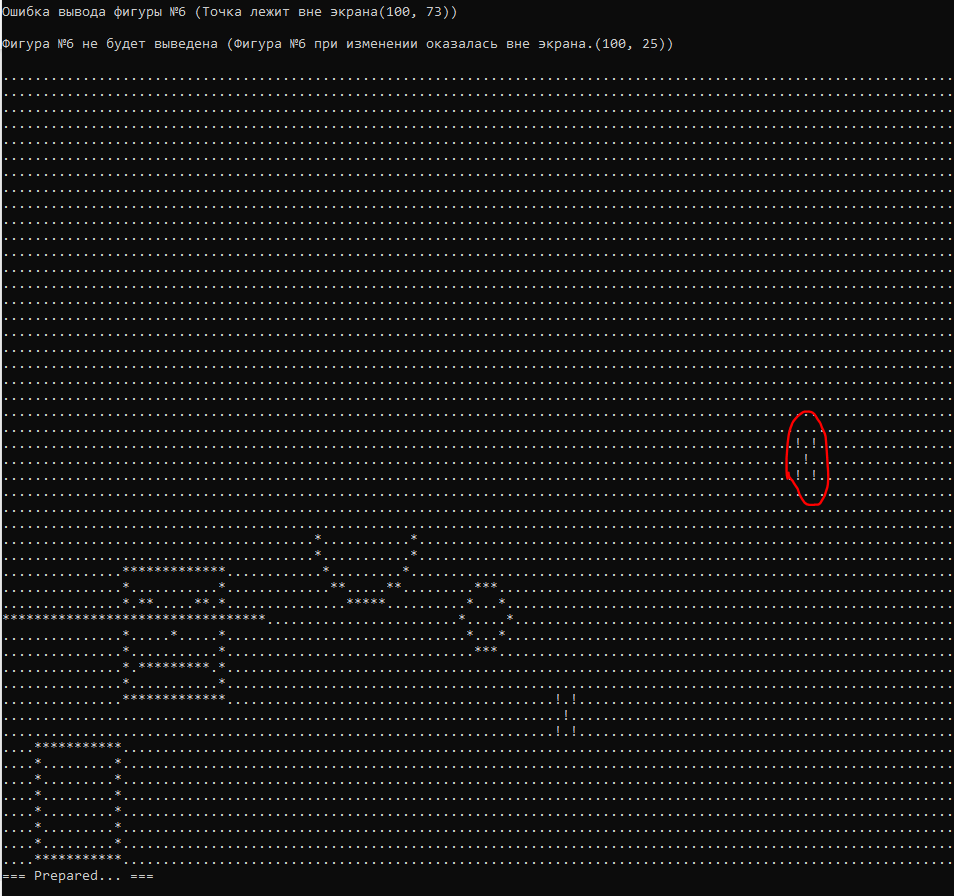 Ошибка вывода фигуры №6 (Точка лежит вне экрана(100, 73))
Фигура №6 не будет выведена (Фигура №6 при изменении оказалась вне экрана.(100, 25))
=== Prepared... ===